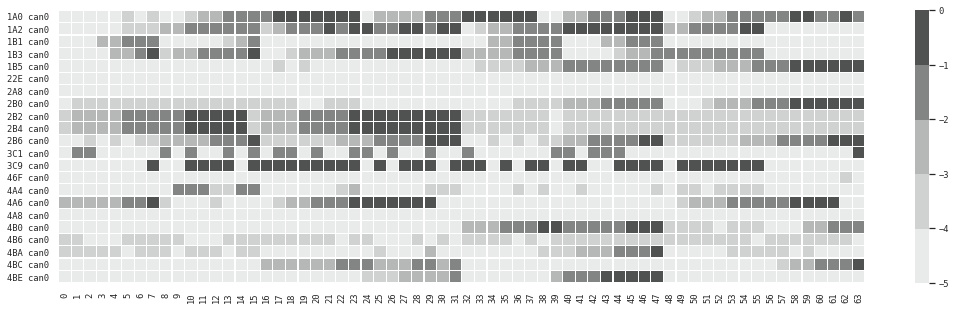 1A0 can0
1A2 can0
1B1 can0
1B3 can0
1B5 can0
22E can0
2A8 can0
2B0 can0
2B2 can0
2B4 can0
2B6 can0
3C1 can0
3C9 can0
46F can0
4A4 can0
4A6 can0
4A8 can0
4B0 can0
4B6 can0
4BA can0
4BC can0
4BE can0
0 1 2 3 4 5 6 7 8 9 10 11 12 13 14 15 16 17 18 19 20 21 22 23 24 25 26 27 28 29 30 31 32 33 34 35 36 37 38 39 40 41 42 43 44 45 46 47 48 49 50 51 52 53 54 55 56 57 58 59 60 61 62 63
0
−1
−2
−3
−4
−5